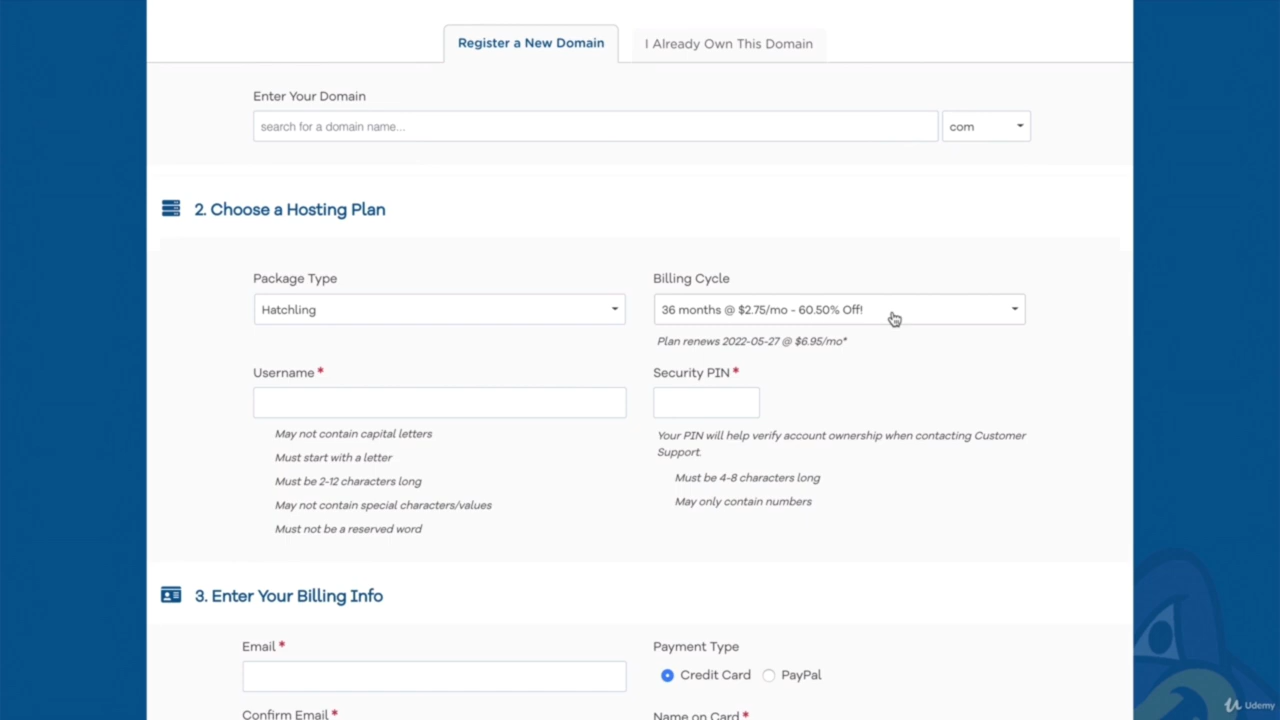 Register a New Domain
I Already Own This Domain
Enter Your Domain
search for a domain name...
com
2. Choose a Hosting Plan
Package Type
Billing Cycle
Hatchling
36 months @ $2.75/mo - 60.50% Off!
Plan renews 2022-05-27 @ $6.95/mo*
Username *
Security PIN *
May not contain capital letters
Must start with a letter
Must be 2-12 characters long
May not contain special characters/values
Must not be a reserved word
Your PIN will help verify account ownership when contacting Customer
Support.
Must be 4-8 characters long
May only contain numbers
3. Enter Your Billing Info
Email *
Payment Type
Credit Card
PayPal
Confirm Email *
Name on Card *
Udemy